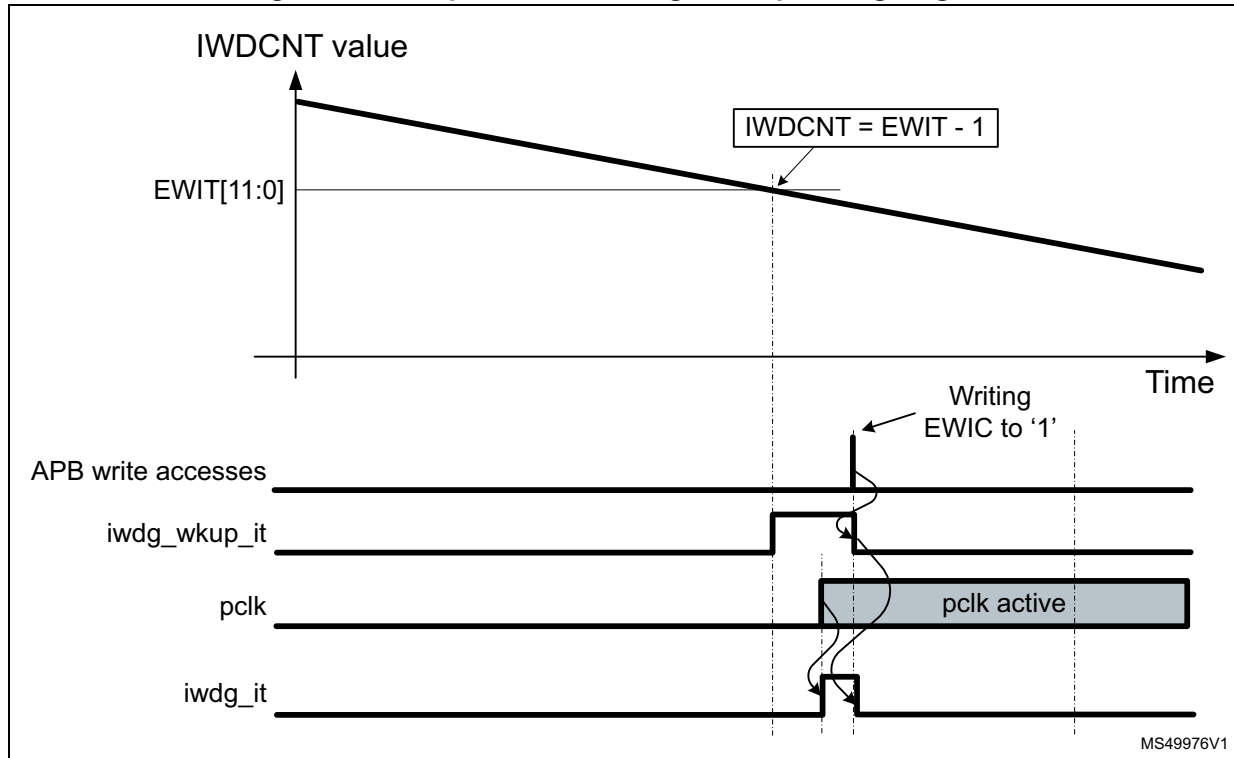 IWDCNT value
IWDCNT = EWIT - 1
EWIT[11:0]
Time
Writing
EWIC to ‘1’
APB write accesses
iwdg_wkup_it
pclk
pclk active
iwdg_it
MS49976V1